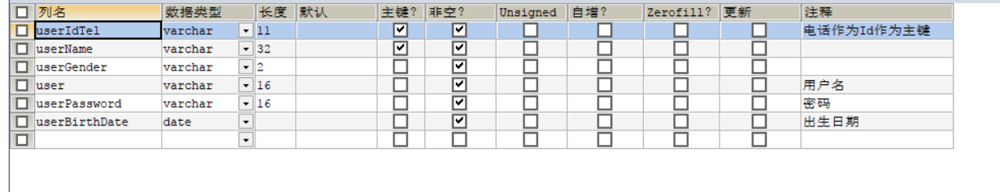 列名 数据类型 长度 默认 主键? 非空? Unsigned 自增? Zerofill? 更新 注释
userIdTel varchar 11 电话作为Id作为主键
userName varchar 32
userGender varchar 2
user varchar 16 用户名
userPassword varchar 16 密码
userBirthDate date 出生日期